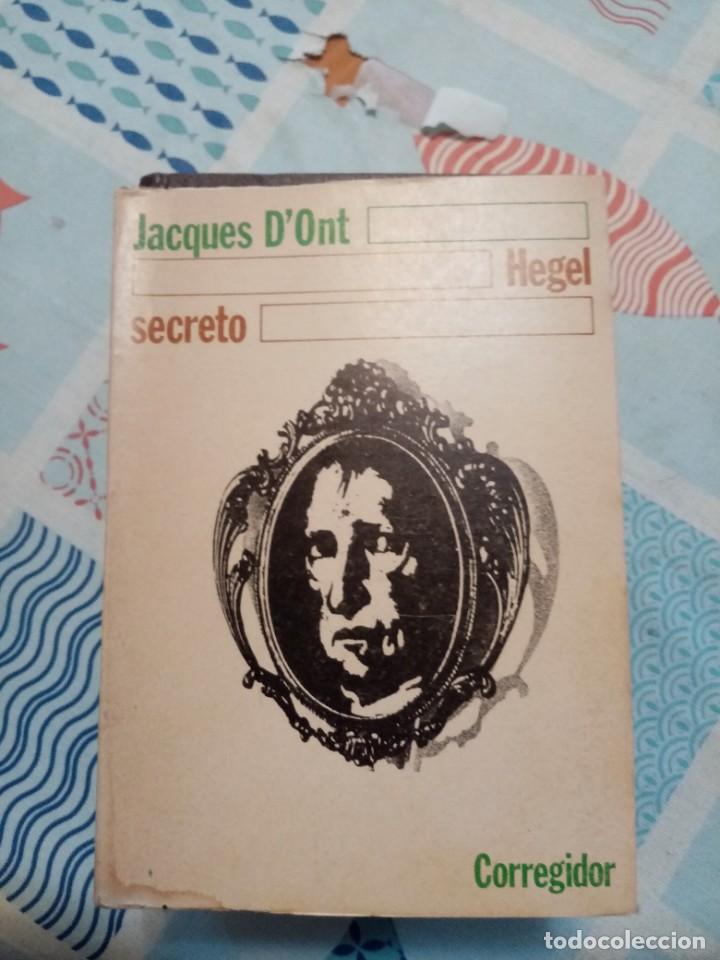 Jacques D'Ont
Hegel
secreto
Corregidor
todocoleccion